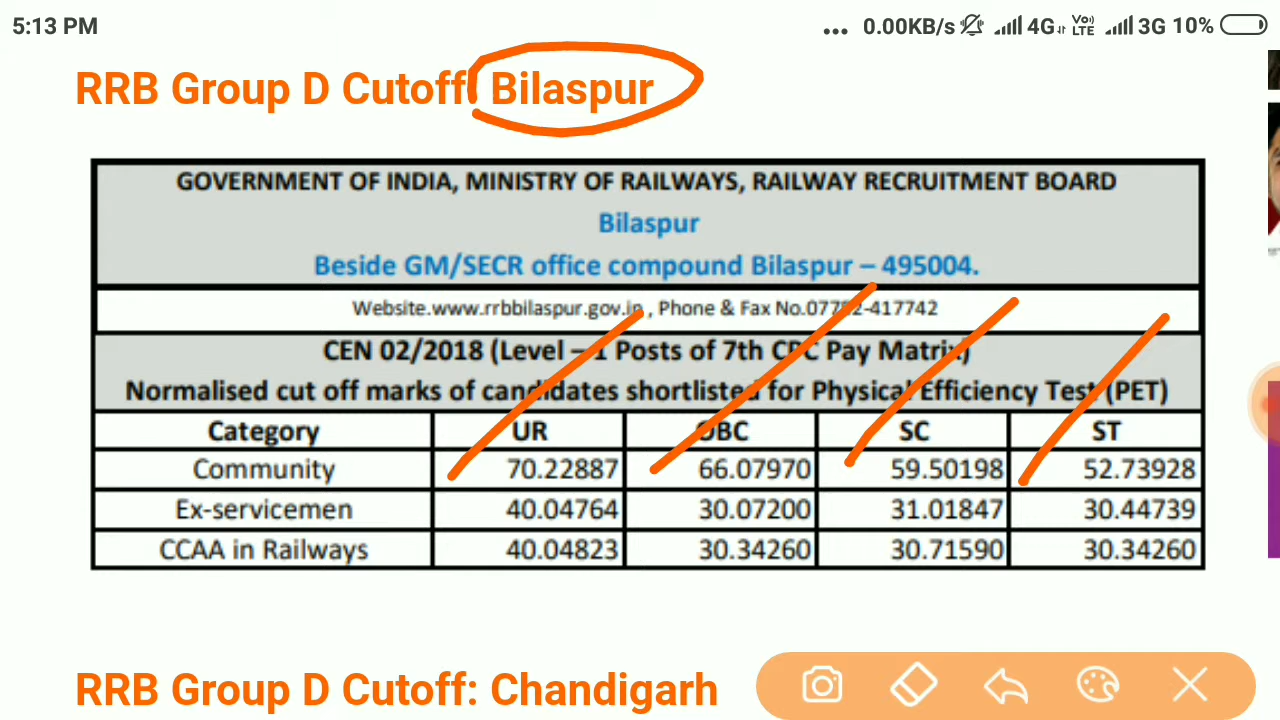 5:13 PM
... 0.00KB/s 4G VoLTE 3G 10%
RRB Group D Cutoff: Bilaspur
GOVERNMENT OF INDIA, MINISTRY OF RAILWAYS, RAILWAY RECRUITMENT BOARD
Bilaspur
Beside GM/SECR office compound Bilaspur – 495004.
Website.www.rrbbilaspur.gov.in , Phone & Fax No.07752-417742
CEN 02/2018 (Level – 1 Posts of 7th CPC Pay Matrix)
Normalised cut off marks of candidates shortlisted for Physical Efficiency Test (PET)
Category UR OBC SC ST
Community 70.22887 66.07970 59.50198 52.73928
Ex-servicemen 40.04764 30.07200 31.01847 30.44739
CCAA in Railways 40.04823 30.34260 30.71590 30.34260
RRB Group D Cutoff: Chandigarh